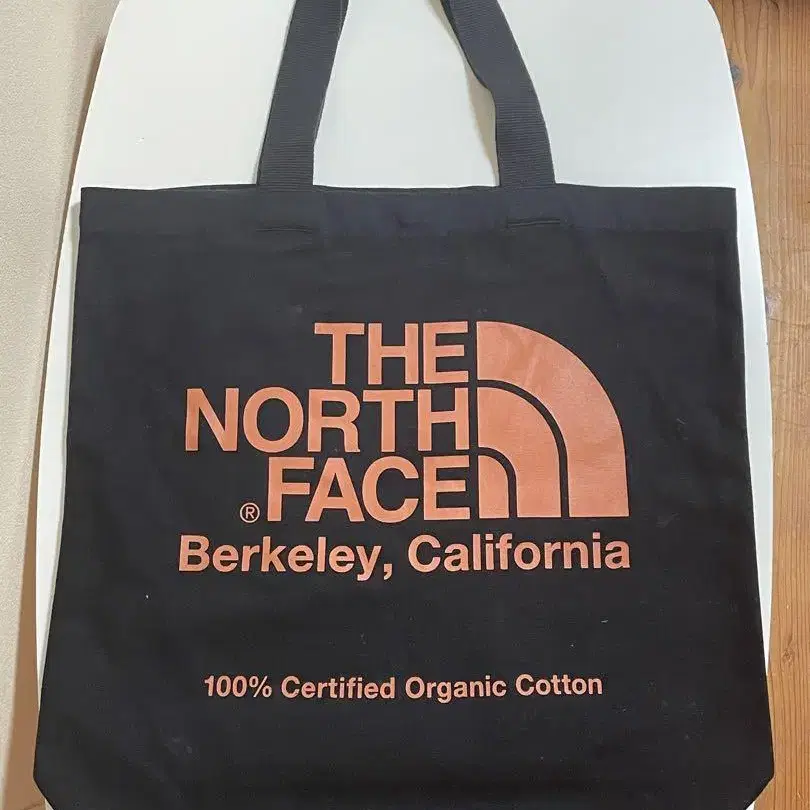 THE
NORTH
® FACE
Berkeley, California
100% Certified Organic Cotton